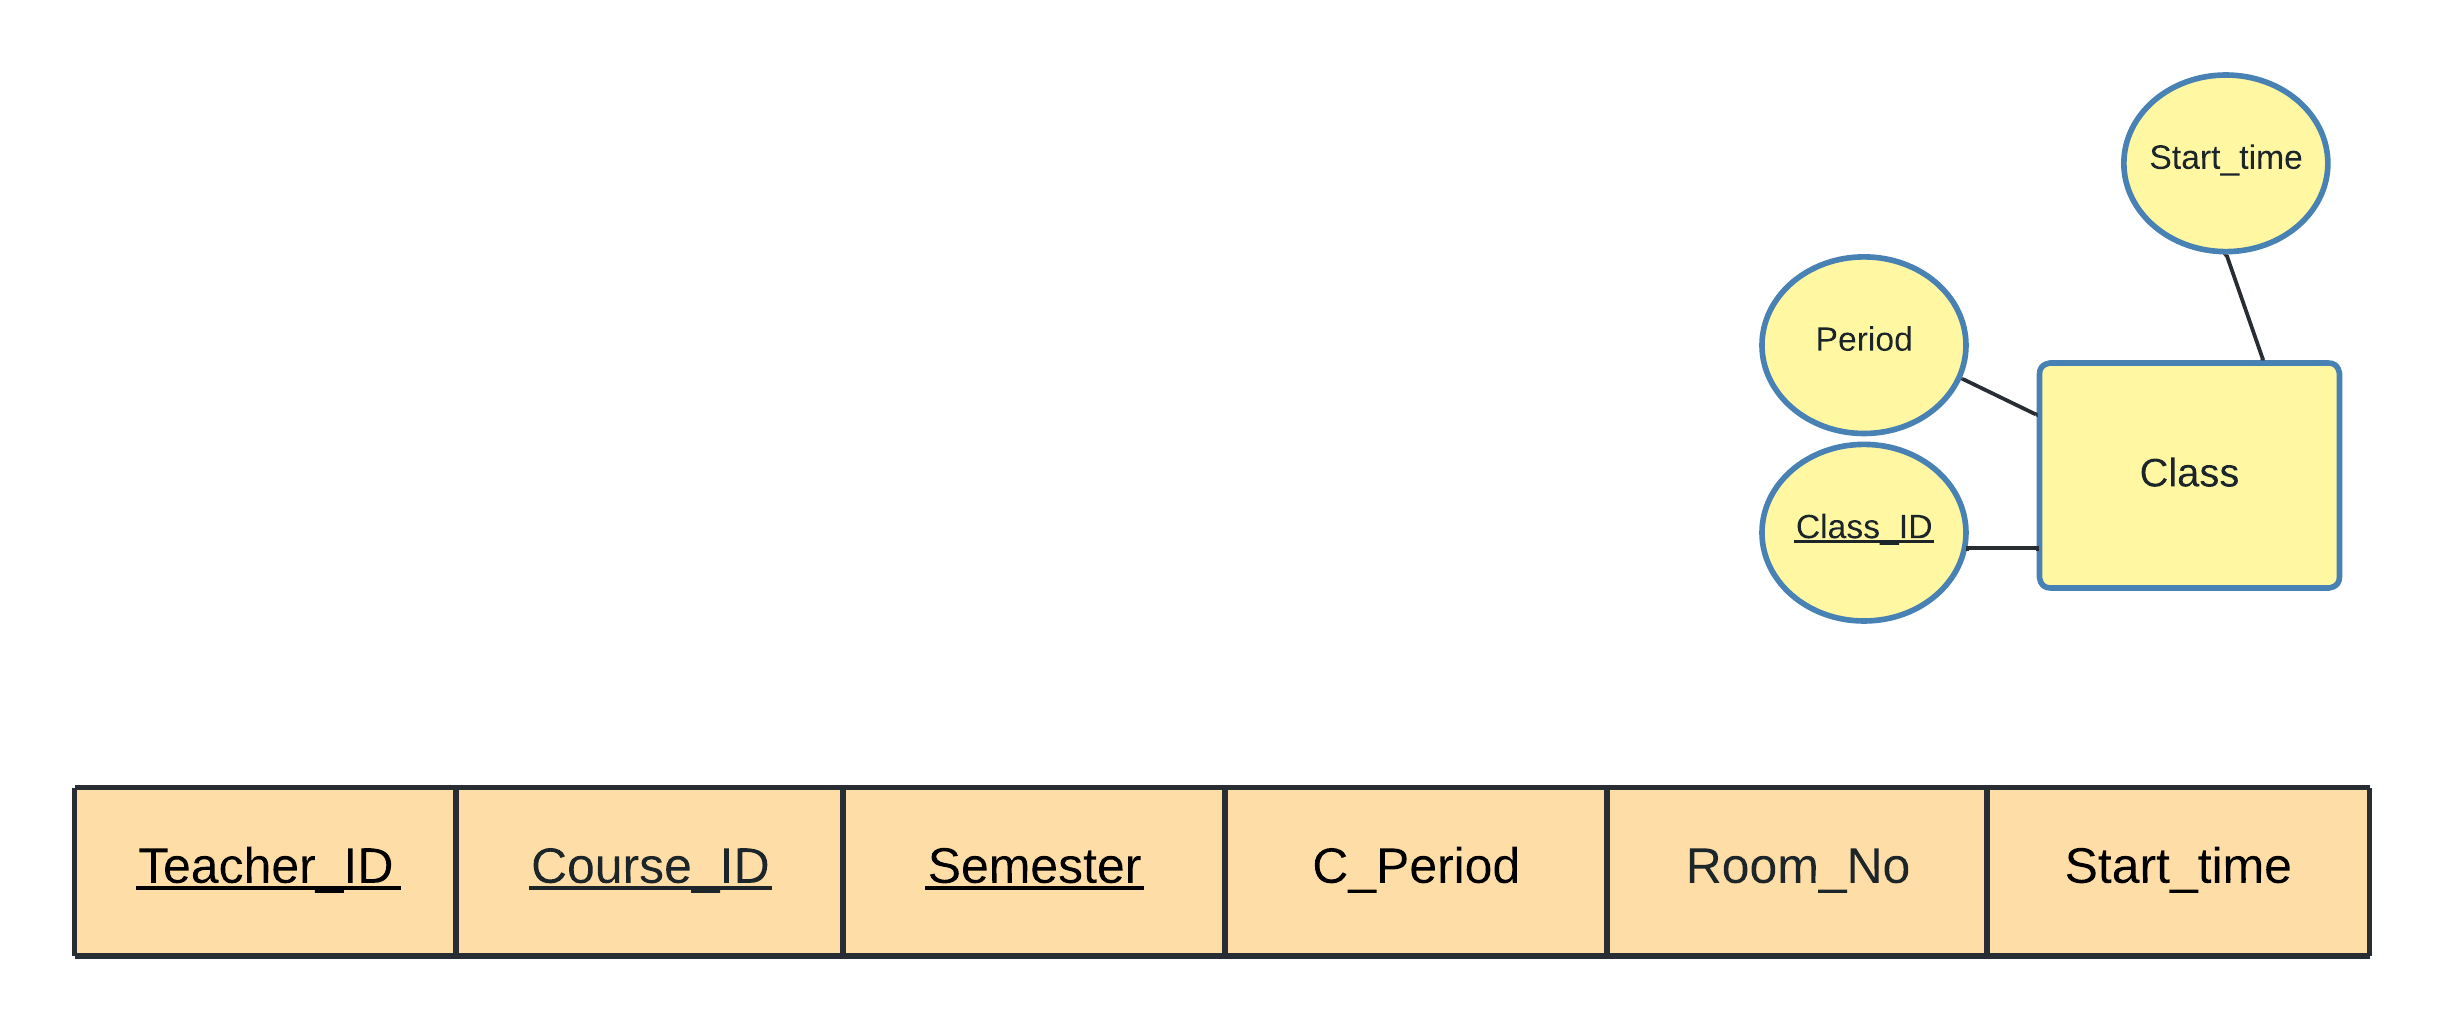 Start_time
Period
Class
Class_ID
Teacher_ID
Course_ID
Semester
C_Period
Room_No
Start_time